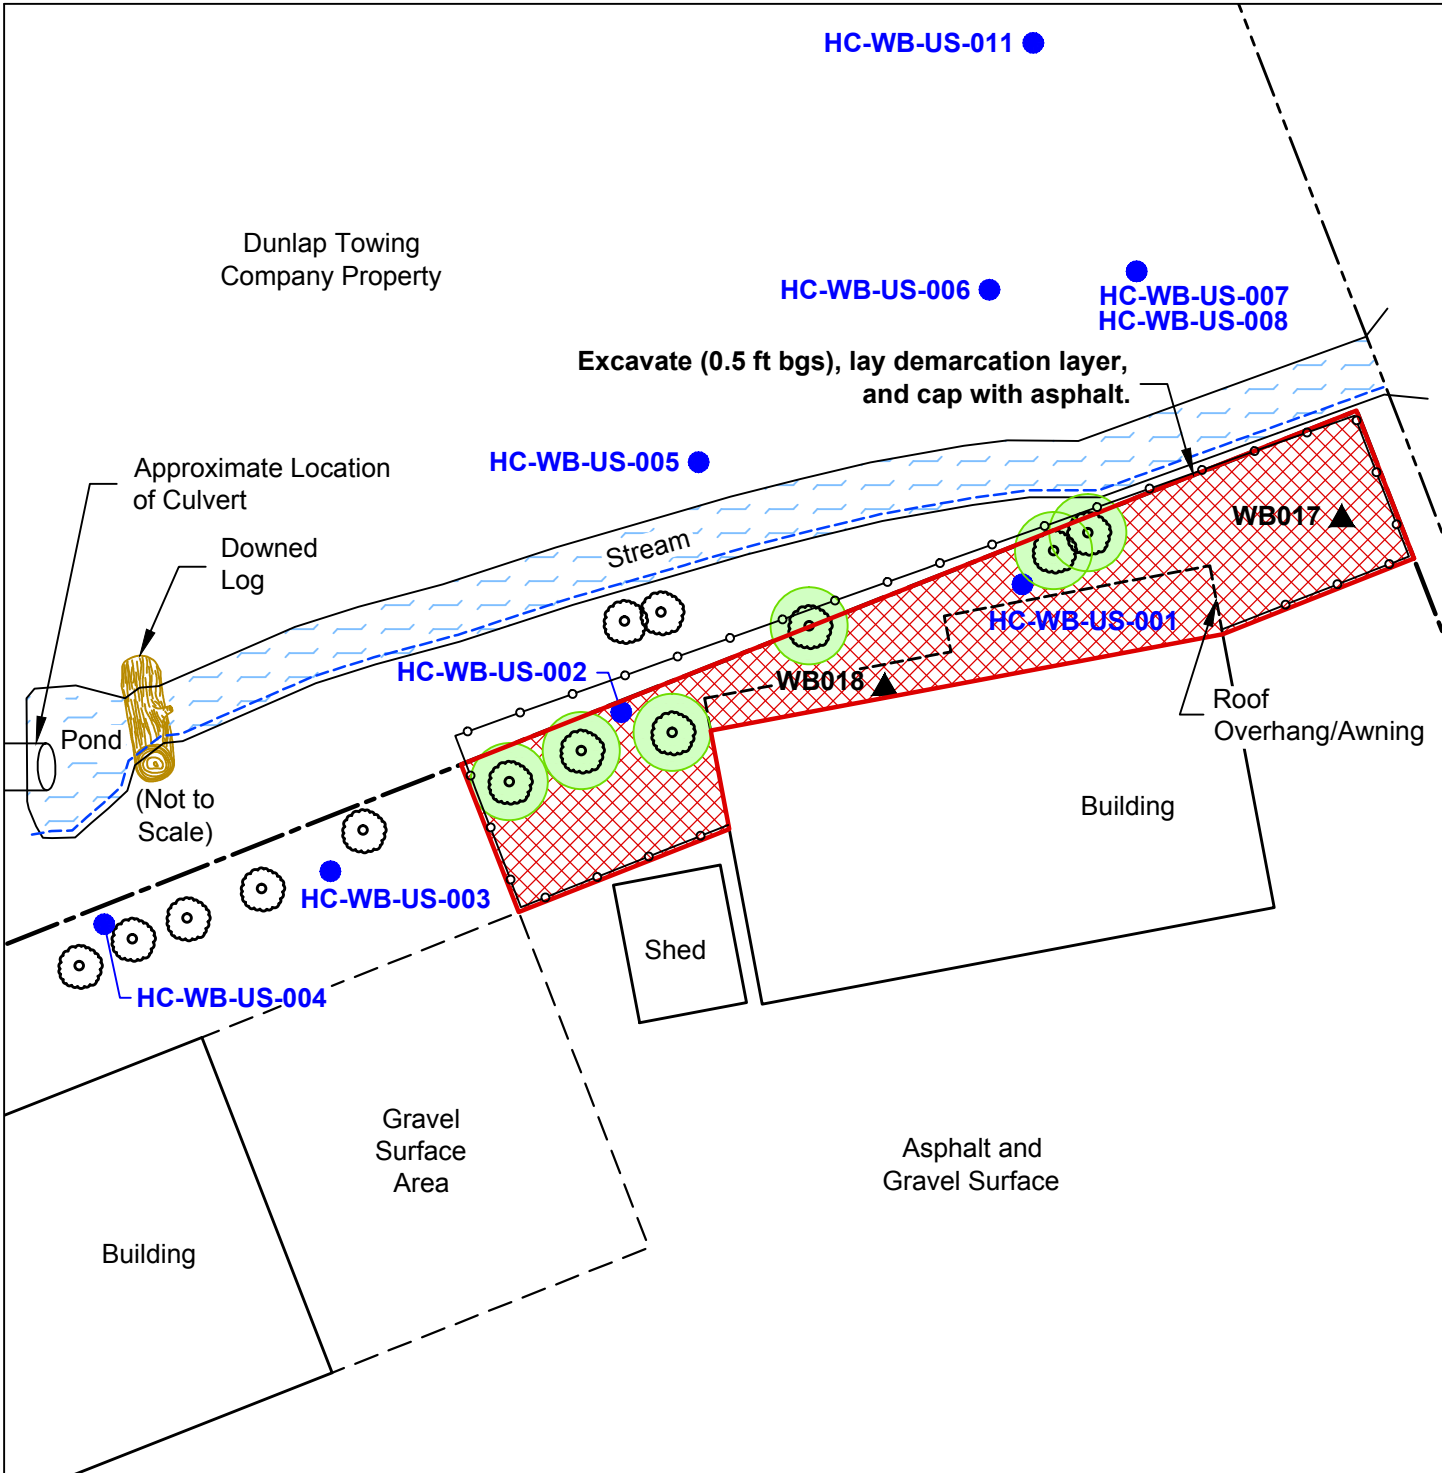 HC-WB-US-011
Dunlap Towing
Company Property
HC-WB-US-006
HC-WB-US-007
HC-WB-US-008
Excavate (0.5 ft bgs), lay demarcation layer,
and cap with asphalt.
HC-WB-US-005
Approximate Location
of Culvert
Downed
Log
Stream
WB017
HC-WB-US-001
HC-WB-US-002
WB018
Roof
Overhang/Awning
Pond
(Not to
Scale)
Building
HC-WB-US-003
Shed
HC-WB-US-004
Gravel
Surface
Area
Asphalt and
Gravel Surface
Building